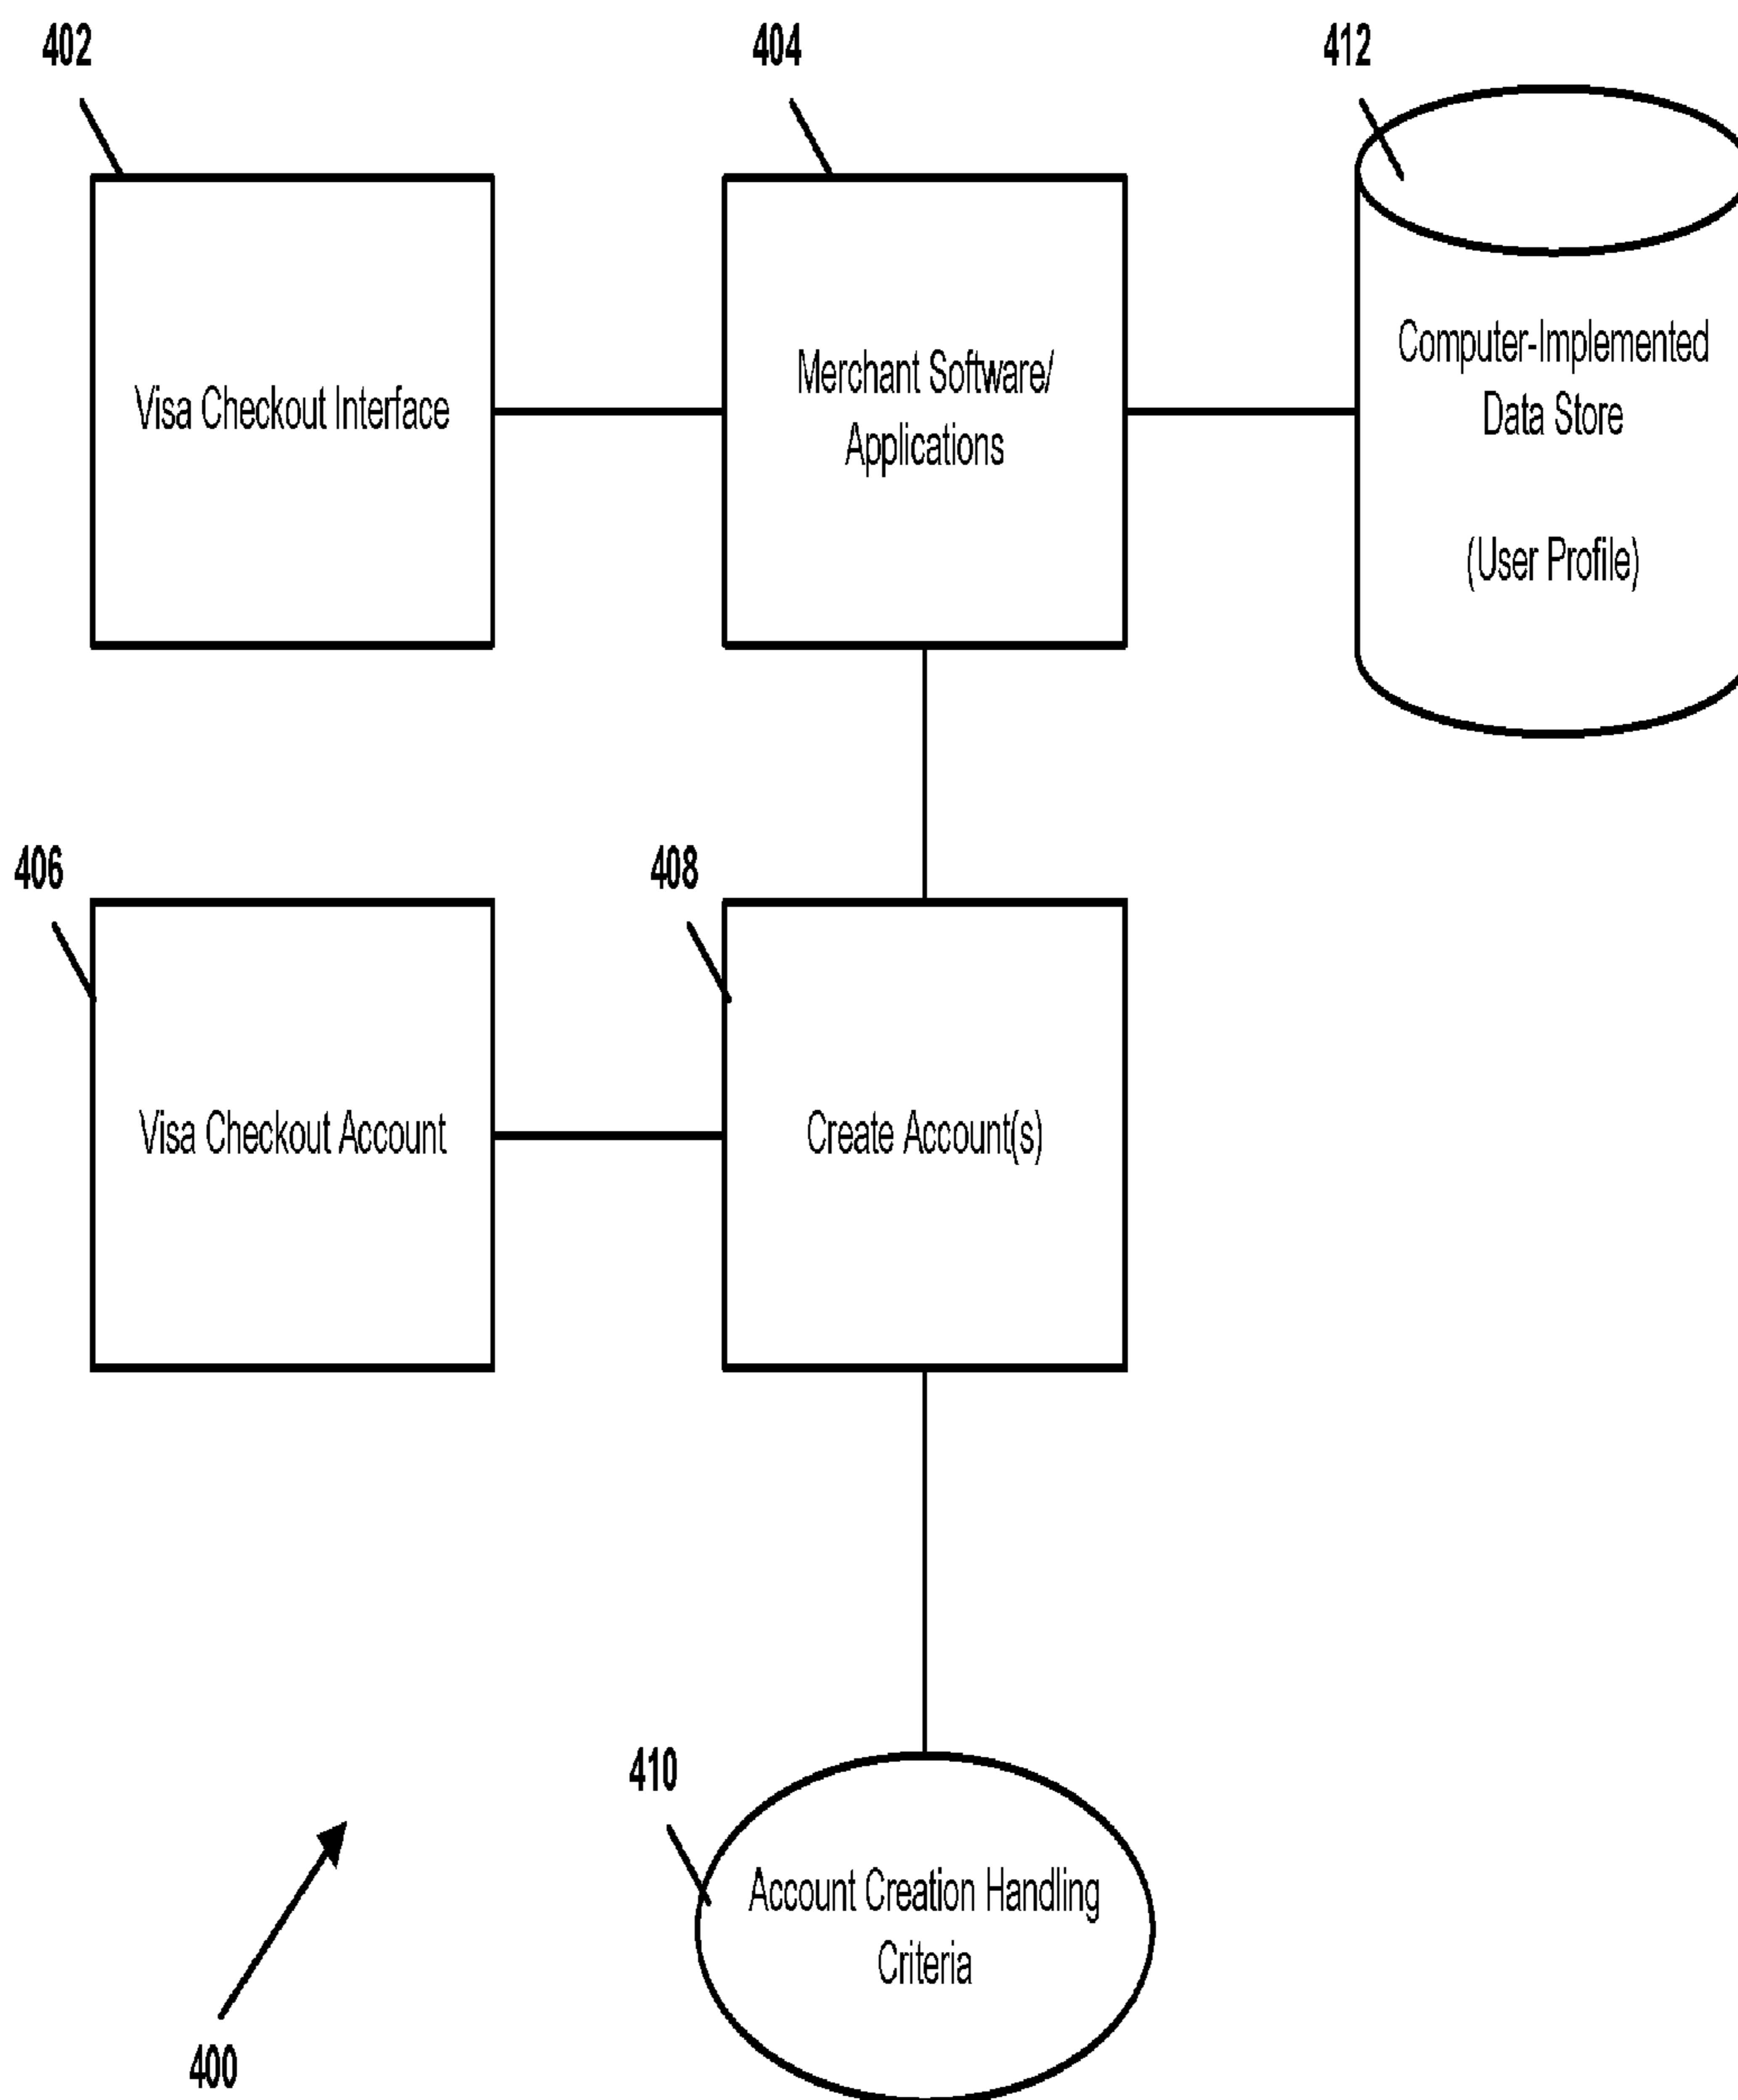 402
404
412
Visa Checkout Interface
Merchant Software/
Applications
Computer-Implemented
Data Store
(User Profile)
406
408
Visa Checkout Account
Create Account(s)
410
Account Creation Handling
Criteria
400